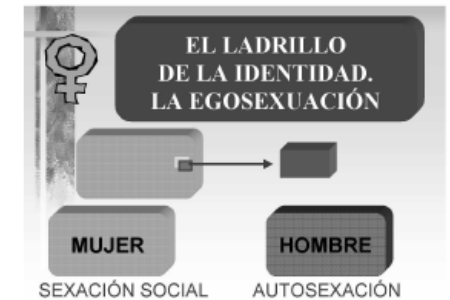 EL LADRILLO
DE LA IDENTIDAD.
LA EGOSEXUACIÓN
MUJER
HOMBRE
SEXACIÓN SOCIAL
AUTOSEXACIÓN